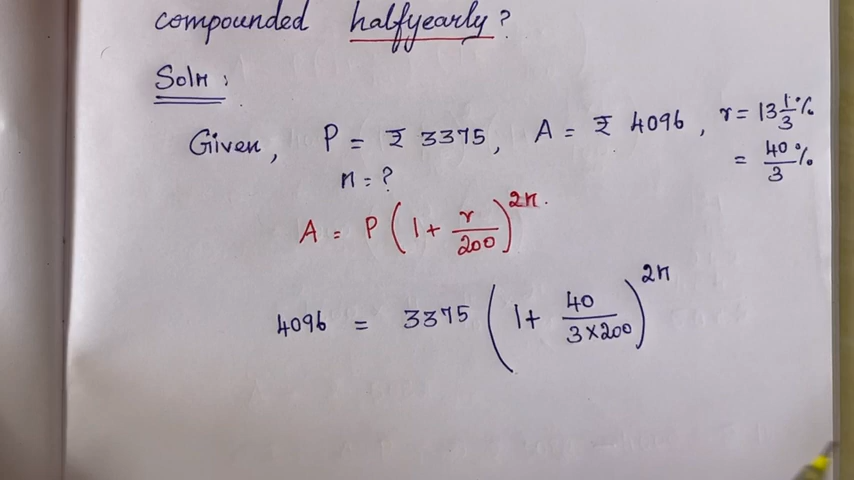 compounded halfyearly?
Soln :
Given, P = ₹ 3375, A = ₹ 4096, r = 13 1/3 %
= 40/3 %
n = ?
A = P (1 + r/200)^2n.
4096 = 3375 (1 + 40/3×200)^2n